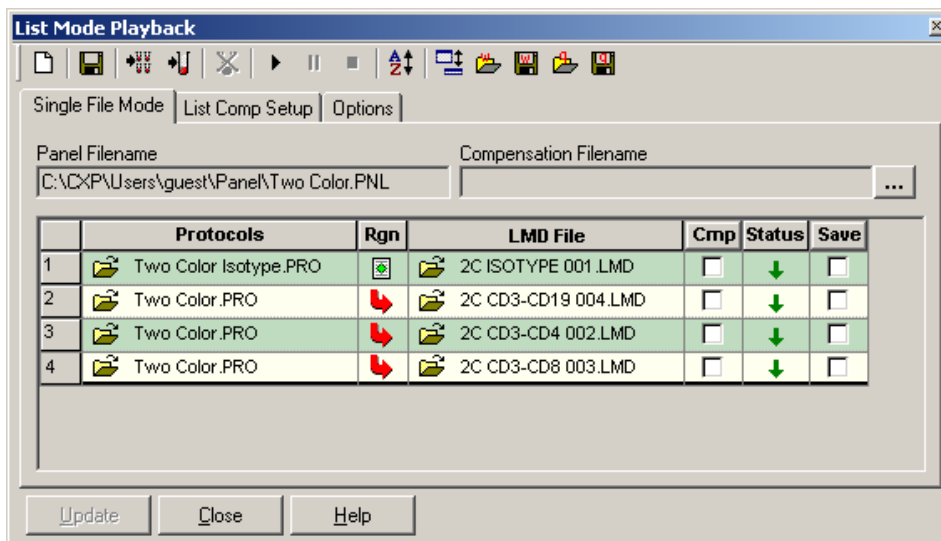 List Mode Playback
Single File Mode List Comp Setup Options
Panel Filename Compensation Filename
C:\CXP\Users\guest\Panel\Two Color.PNL ...
Protocols Rgn LMD File Cmp Status Save
1 Two Color Isotype.PRO 2C ISOTYPE 001.LMD
2 Two Color.PRO 2C CD3-CD19 004.LMD
3 Two Color.PRO 2C CD3-CD4 002.LMD
4 Two Color.PRO 2C CD3-CD8 003.LMD
Update Close Help